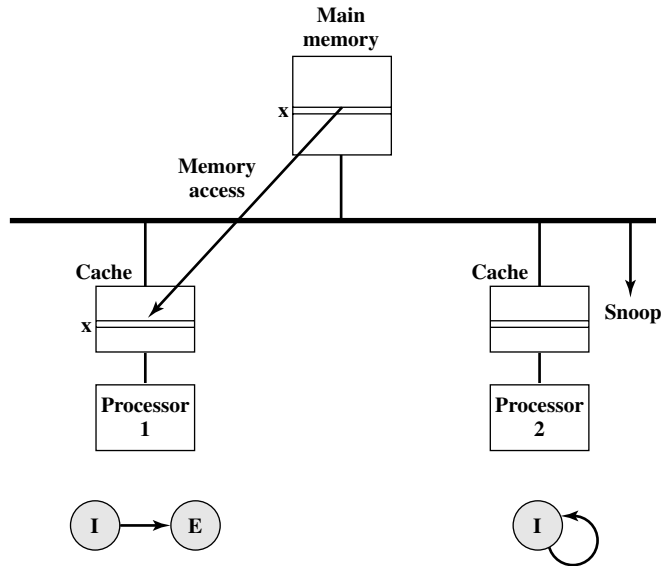 Main
memory
x
Memory
access
Cache
Cache
Snoop
x
Processor
1
Processor
2
I
E
I